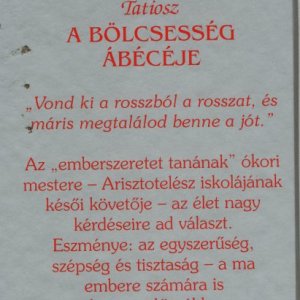 Tatiosz
A BÖLCSESSÉG
ÁBÉCÉJE
„Vond ki a rosszból a rosszat, és
máris megtalálod benne a jót.”
Az „emberszeretet tanának” ókori
mestere – Arisztotelész iskolájának
késői követője – az élet nagy
kérdéseire ad választ.
Eszménye: az egyszerűség,
szépség és tisztaság – a ma
embere számára is